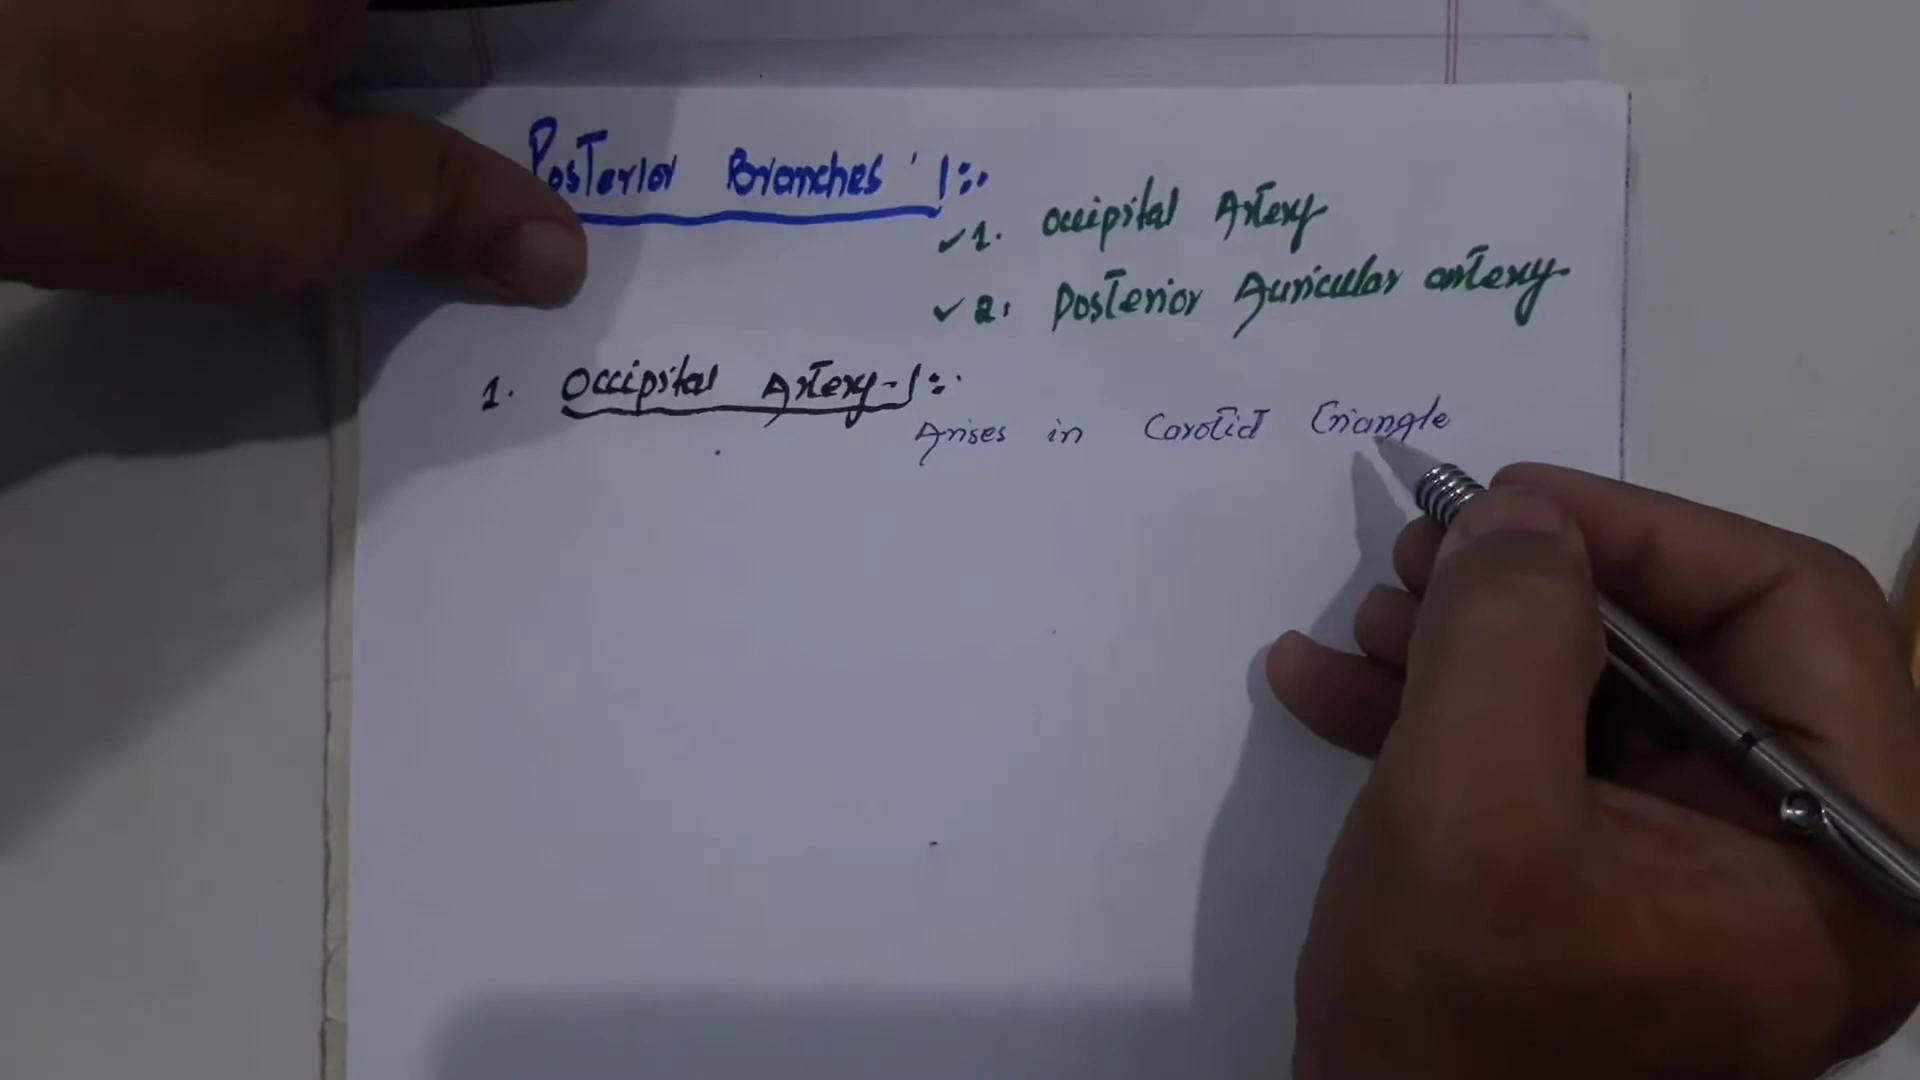 Posterior Branches :-
✓1. Occipital Artery
✓2. Posterior Auricular artery
1. Occipital Artery :-
Arises in Carotid Triangle